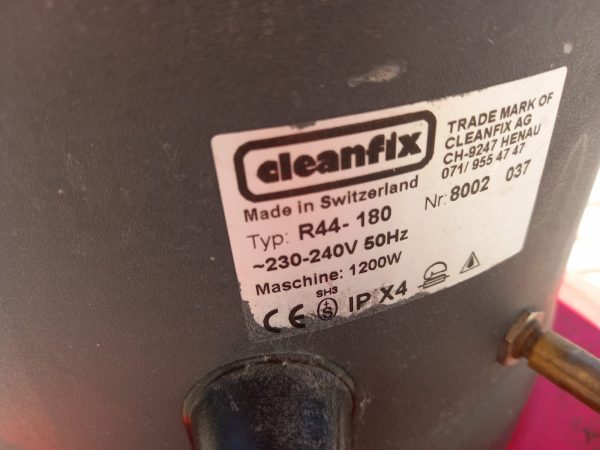 cleanfix
TRADE MARK OF
CLEANFIX AG
CH-9247 HENAU
071/ 955 47 47
Made in Switzerland
Typ: R44- 180
Nr: 8002 037
~230-240V 50Hz
Maschine: 1200W
SH3
CE +S IP X4